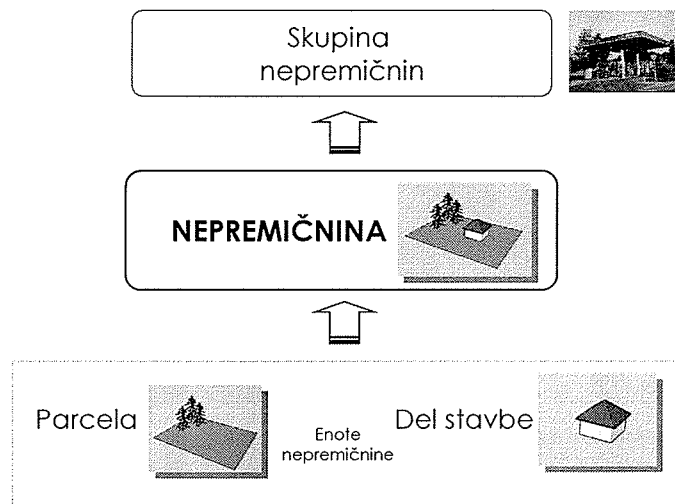 Skupina
nepremičnin
NEPREMIČNINA
Parcela
Enote
nepremičnine
Del stavbe